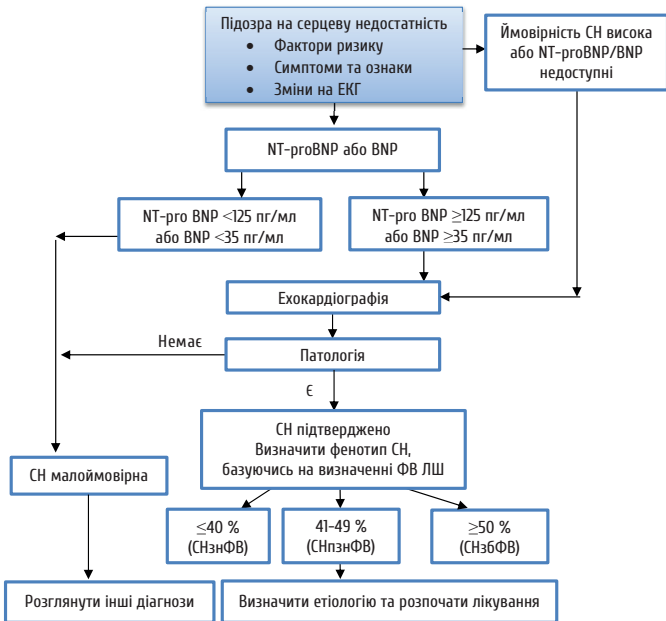 Підозра на серцеву недостатність
• Фактори ризику
• Симптоми та ознаки
• Зміни на ЕКГ
Ймовірність СН висока
або NT-proBNP/BNP
недоступні
NT-proBNP або BNP
NT-pro BNP <125 пг/мл
або BNP <35 пг/мл
NT-pro BNP ≥125 пг/мл
або BNP ≥35 пг/мл
Ехокардіографія
Немає
Патологія
Є
СН підтверджено
Визначити фенотип СН,
базуючись на визначенні ФВ ЛШ
СН малоймовірна
≤40 %
(СНзнФВ)
41-49 %
(СНпзнФВ)
≥50 %
(СНзбФВ)
Розглянути інші діагнози
Визначити етіологію та розпочати лікування